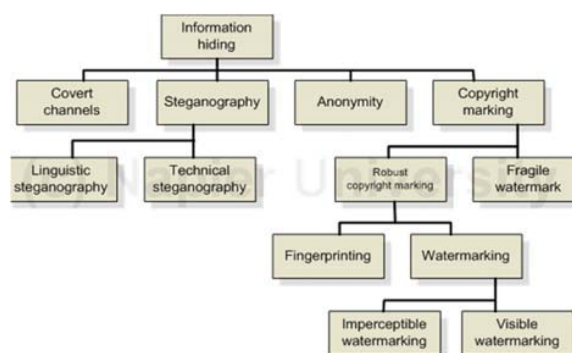 Information
hiding
Covert
channels
Steganography
Anonymity
Copyright
marking
Linguistic
steganography
Technical
steganography
Robust
copyright marking
Fragile
watermark
(c) Napier University
Fingerprinting
Watermarking
Imperceptible
watermarking
Visible
watermarking